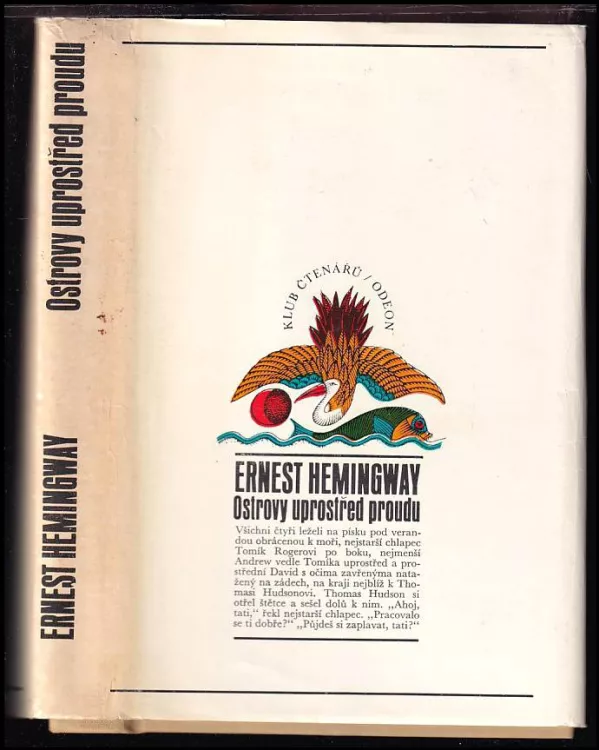 Ostrovy uprostřed proudu
ERNEST HEMINGWAY
KLUB ČTENÁŘŮ / ODEON
ERNEST HEMINGWAY
Ostrovy uprostřed proudu
Všichni čtyři leželi na písku pod veran-
dou obrácenou k moři, nejstarší chlapec
Tomík Rogerovi po boku, nejmenší
Andrew vedle Tomíka uprostřed a pro-
střední David s očima zavřenýma nata-
žený na zádech, na kraji nejblíž k Tho-
masi Hudsonovi. Thomas Hudson si
otřel štětce a sešel dolů k nim. „Ahoj,
tati,“ řekl nejstarší chlapec. „Pracovalo
se ti dobře?“ „Půjdeš si zaplavat, tati?“